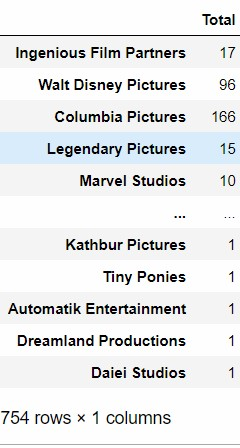 Total
Ingenious Film Partners 17
Walt Disney Pictures 96
Columbia Pictures 166
Legendary Pictures 15
Marvel Studios 10
... ...
Kathbur Pictures 1
Tiny Ponies 1
Automatik Entertainment 1
Dreamland Productions 1
Daiei Studios 1
754 rows × 1 columns